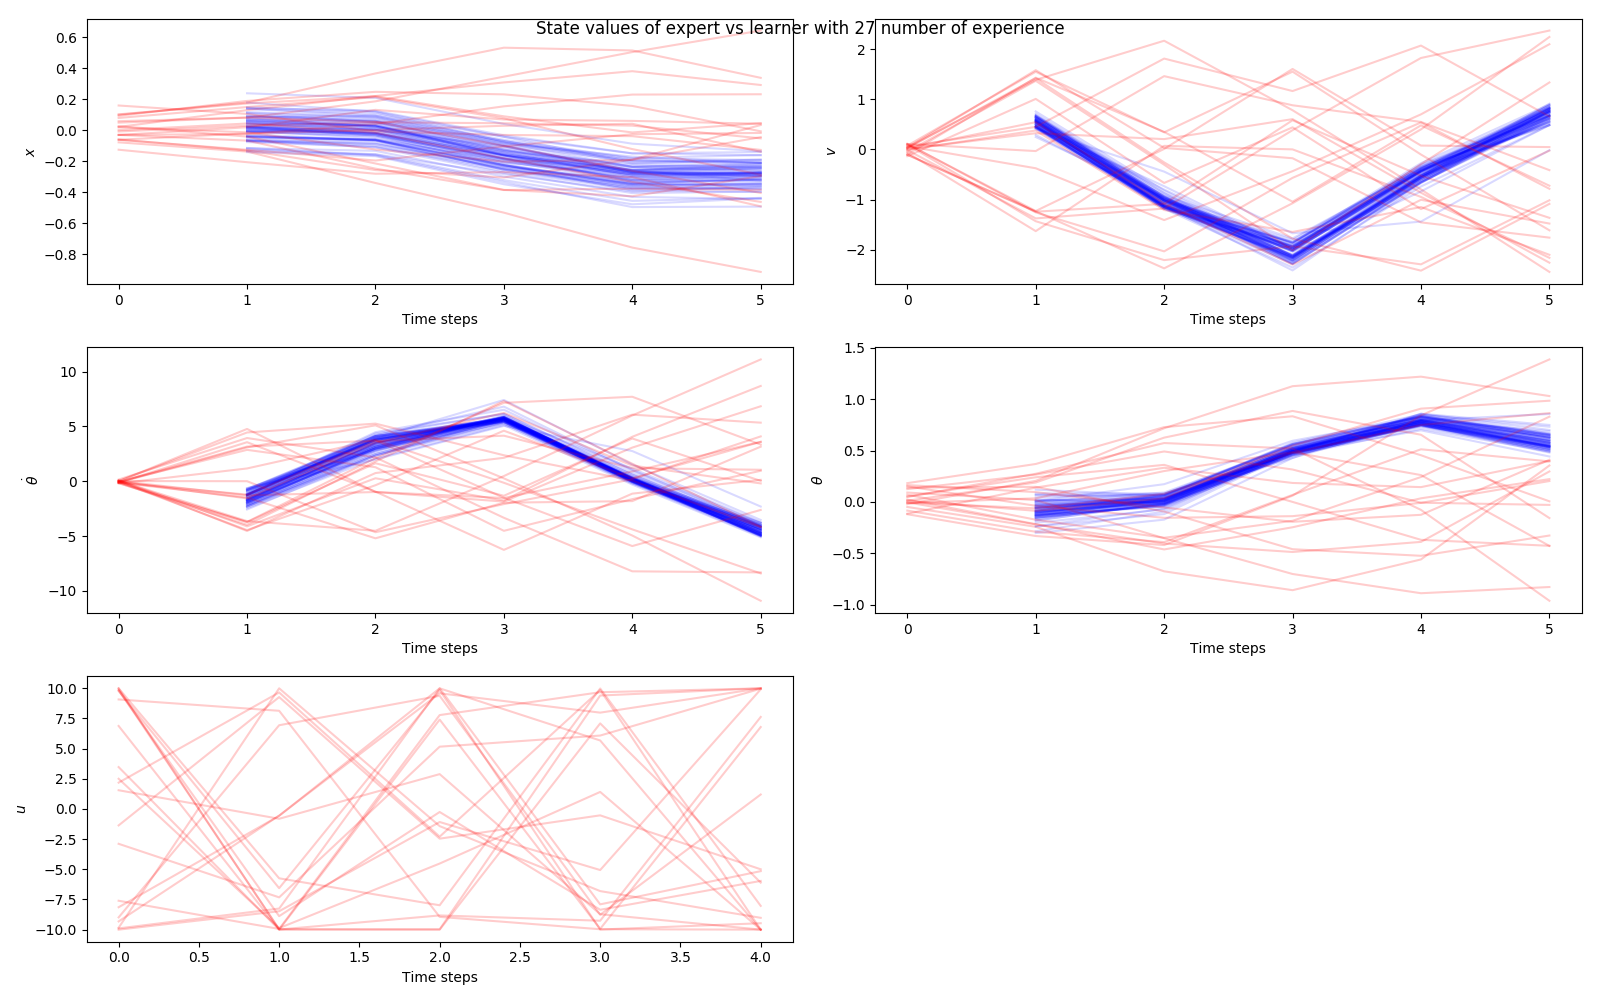 State values of expert vs learner with 27 number of experience
0.6
0.4
0.2
0.0
−0.2
−0.4
−0.6
−0.8
x
0 1 2 3 4 5
Time steps
2
1
0
−1
−2
v
0 1 2 3 4 5
Time steps
10
5
0
−5
−10
θ̇
0 1 2 3 4 5
Time steps
1.5
1.0
0.5
0.0
−0.5
−1.0
θ
0 1 2 3 4 5
Time steps
10.0
7.5
5.0
2.5
0.0
−2.5
−5.0
−7.5
−10.0
u
0.0 0.5 1.0 1.5 2.0 2.5 3.0 3.5 4.0
Time steps